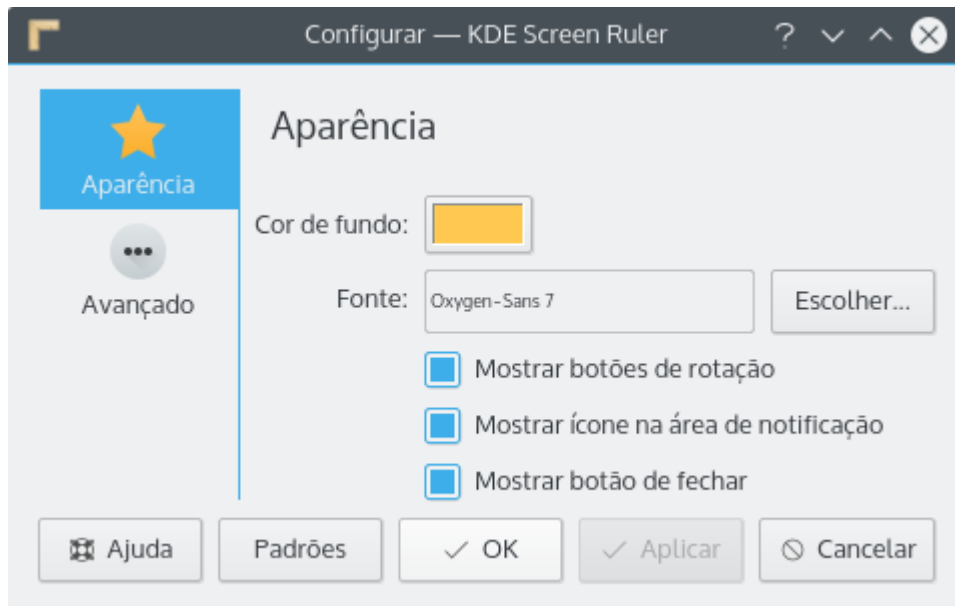 Configurar — KDE Screen Ruler
Aparência
Avançado
Aparência
Cor de fundo:
Fonte: Oxygen-Sans 7 Escolher...
Mostrar botões de rotação
Mostrar ícone na área de notificação
Mostrar botão de fechar
Ajuda Padrões OK Aplicar Cancelar